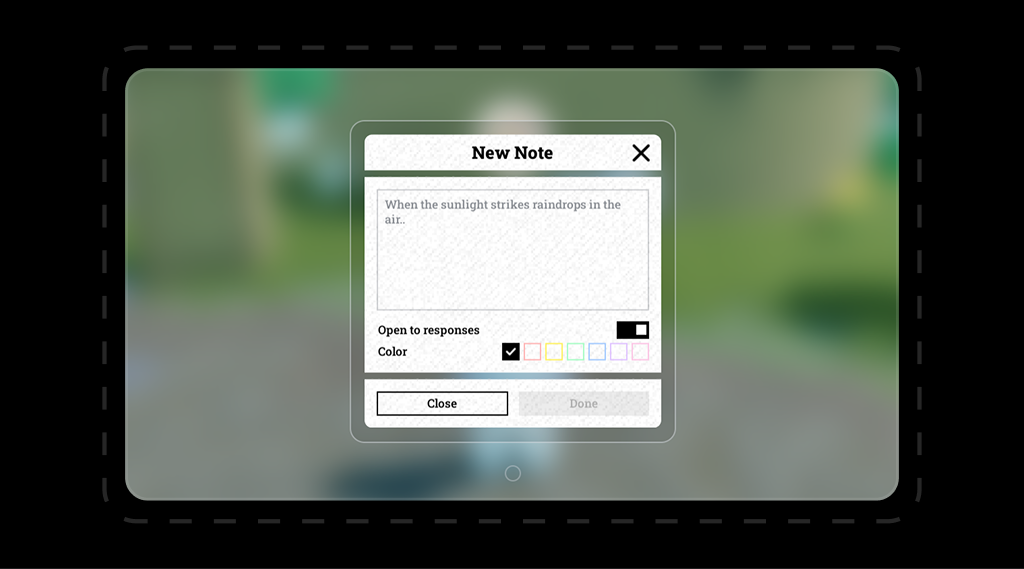 New Note
When the sunlight strikes raindrops in the
air..
Open to responses
Color
Close
Done